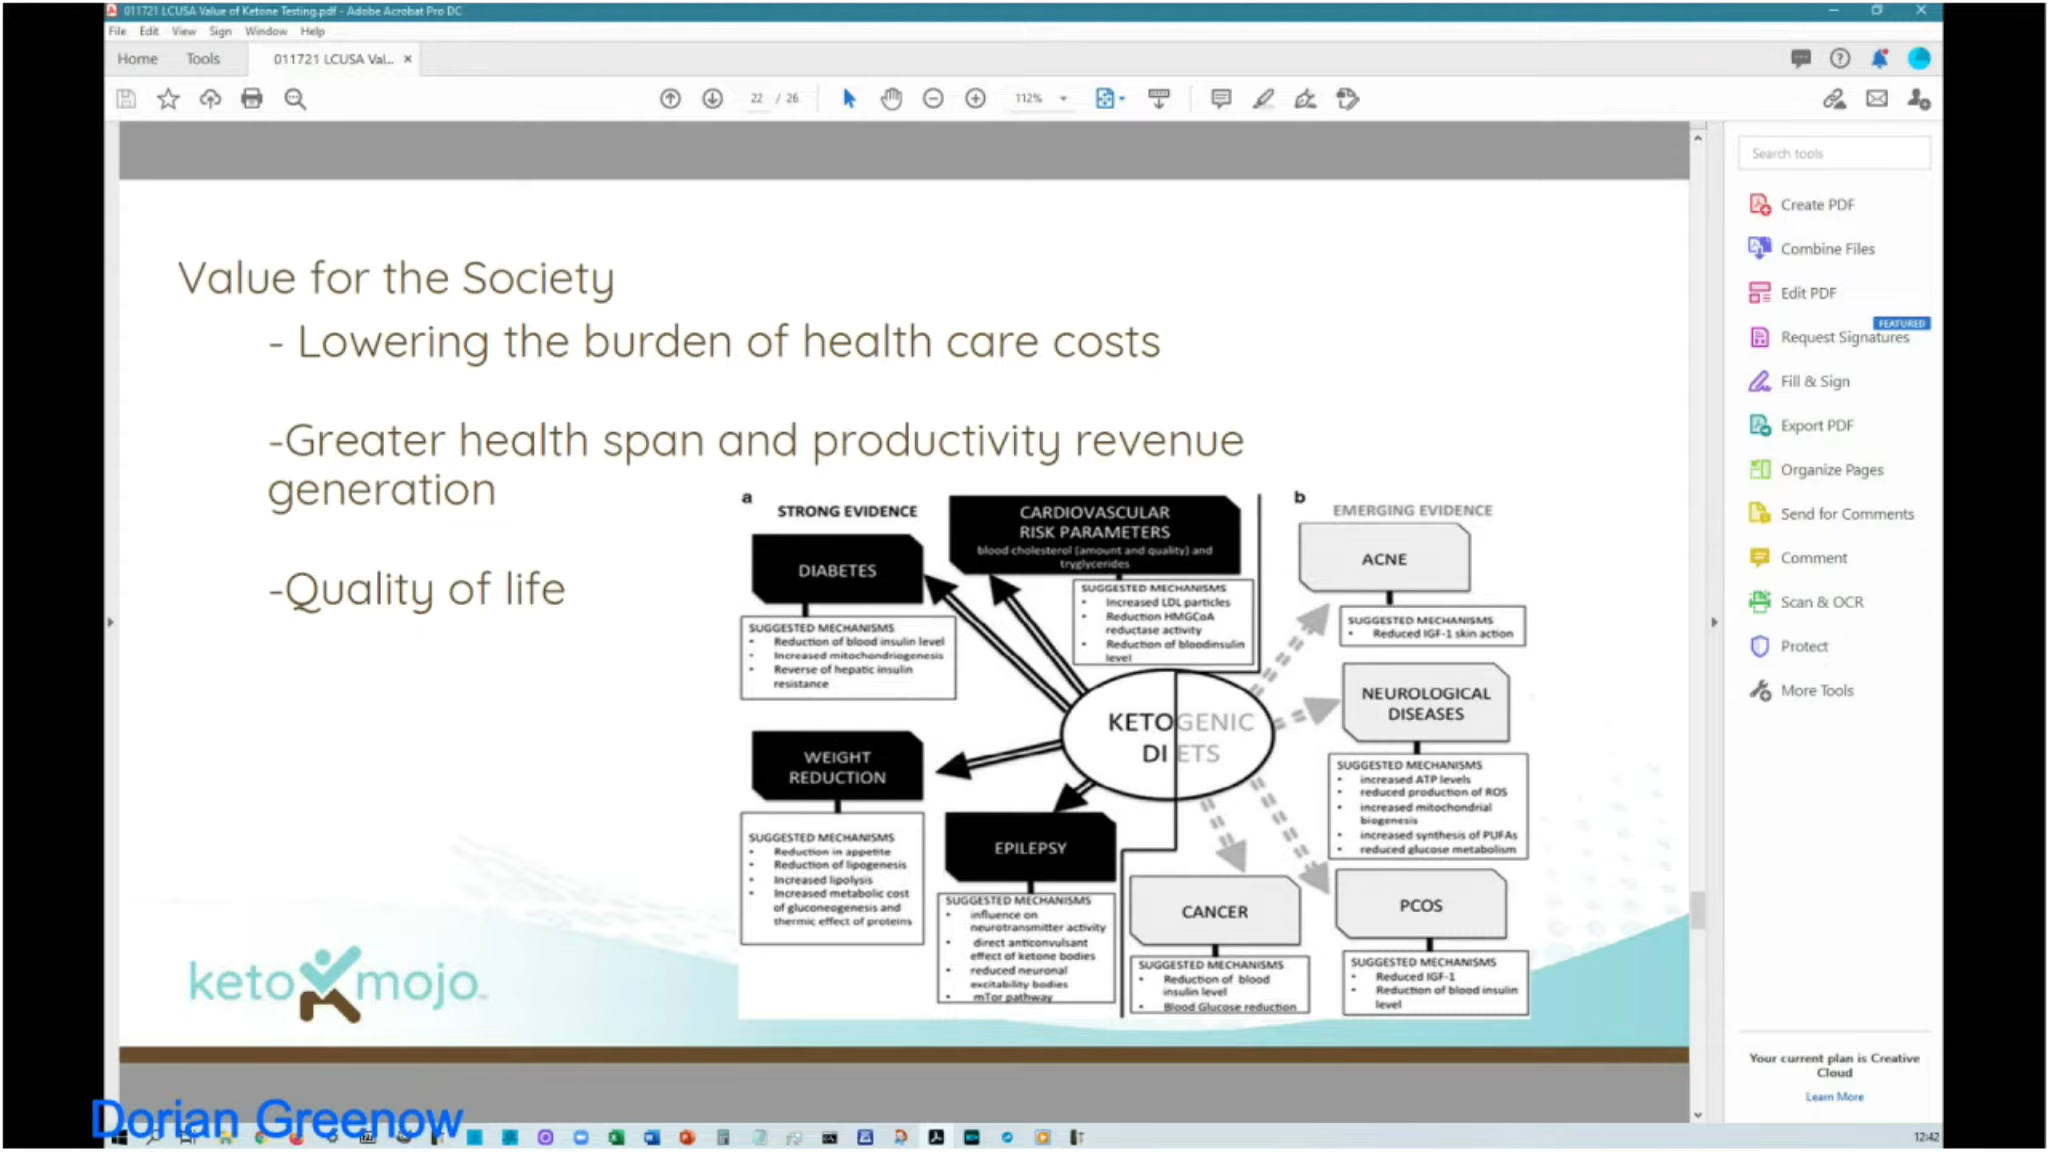 011721 LCUSA Value of Ketone Testing.pdf - Adobe Acrobat Pro DC
File Edit View Sign Window Help
Home Tools 011721 LCUSA Val... ×
22 / 26 112%
Search tools
Create PDF
Combine Files
Edit PDF
FEATURED
Request Signatures
Fill & Sign
Export PDF
Organize Pages
Send for Comments
Comment
Scan & OCR
Protect
More Tools
Your current plan is Creative
Cloud
Learn More
Value for the Society
- Lowering the burden of health care costs
-Greater health span and productivity revenue
generation
-Quality of life
a
STRONG EVIDENCE
DIABETES
SUGGESTED MECHANISMS
• Reduction of blood insulin level
• Increased mitochondriogenesis
• Reverse of hepatic insulin
resistance
CARDIOVASCULAR
RISK PARAMETERS
blood cholesterol (amount and quality) and
tryglycerides
SUGGESTED MECHANISMS
• Increased LDL particles
• Reduction HMGCoA
reductase activity
• Reduction of bloodinsulin
level
WEIGHT
REDUCTION
SUGGESTED MECHANISMS
• Reduction in appetite
• Reduction of lipogenesis
• Increased lipolysis
• Increased metabolic cost
of gluconeogenesis and
thermic effect of proteins
EPILEPSY
SUGGESTED MECHANISMS
• influence on
neurotransmitter activity
• direct anticonvulsant
effect of ketone bodies
• reduced neuronal
excitability bodies
• mTor pathway
KETOGENIC
DIETS
b
EMERGING EVIDENCE
ACNE
SUGGESTED MECHANISMS
• Reduced IGF-1 skin action
NEUROLOGICAL
DISEASES
SUGGESTED MECHANISMS
• increased ATP levels
• reduced production of ROS
• increased mitochondrial
biogenesis
• increased synthesis of PUFAs
• reduced glucose metabolism
CANCER
SUGGESTED MECHANISMS
• Reduction of blood
insulin level
• Blood Glucose reduction
PCOS
SUGGESTED MECHANISMS
• Reduced IGF-1
• Reduction of blood insulin
level
keto mojo
Dorian Greenow
12:42